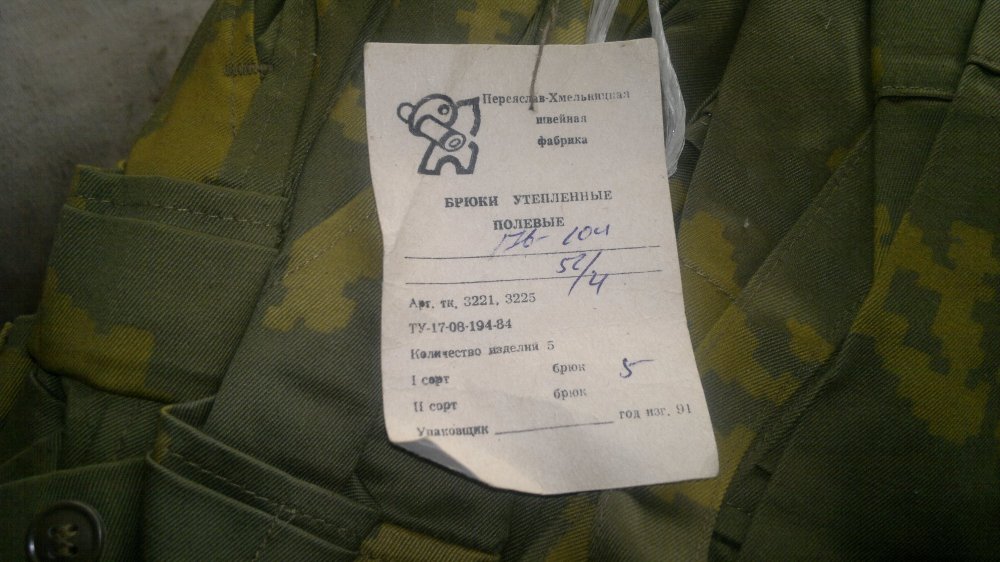 Переяслав-Хмельницкая
швейная
фабрика
БРЮКИ УТЕПЛЕННЫЕ
ПОЛЕВЫЕ
176-104
52/4
Арт. тк. 3221, 3225
ТУ-17-08-194-84
Количество изделий 5
I сорт брюк 5
II сорт брюк
Упаковщик год изг. 91